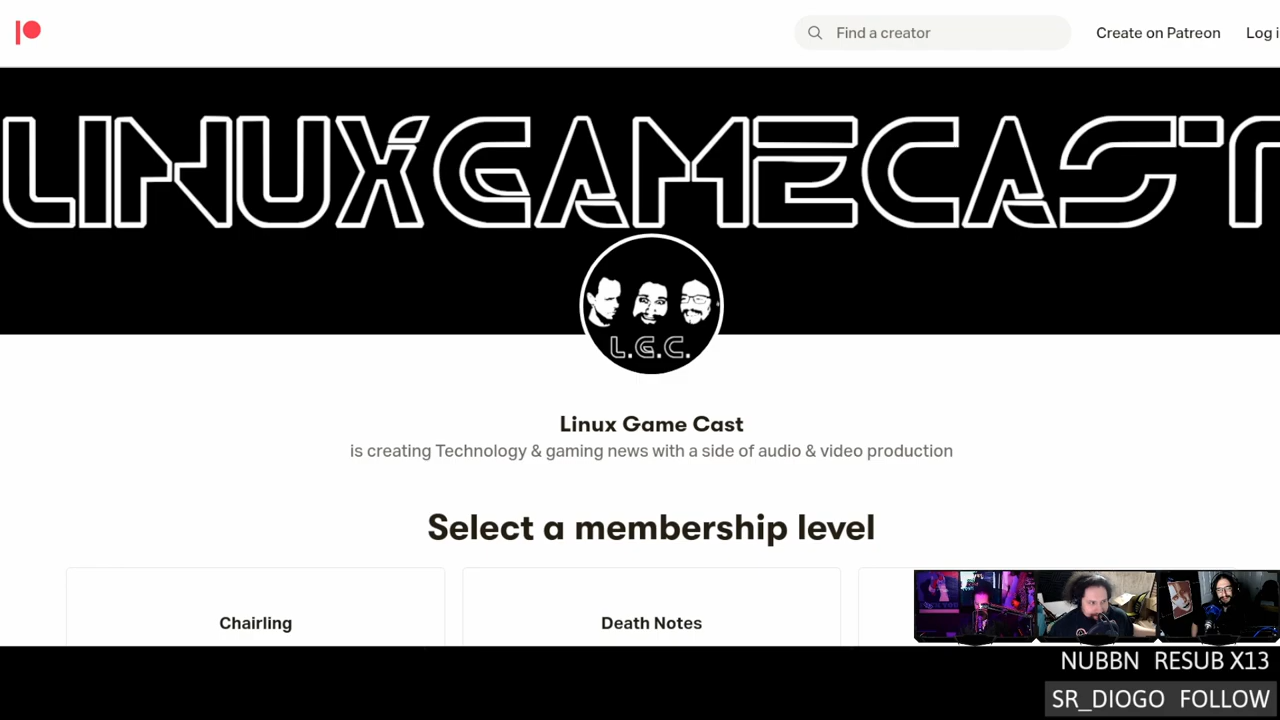 Find a creator
Create on Patreon
Log i
LINUXGAMECAST
L.G.C.
Linux Game Cast
is creating Technology & gaming news with a side of audio & video production
Select a membership level
Chairling
Death Notes
NUBBN RESUB X13
SR_DIOGO FOLLOW